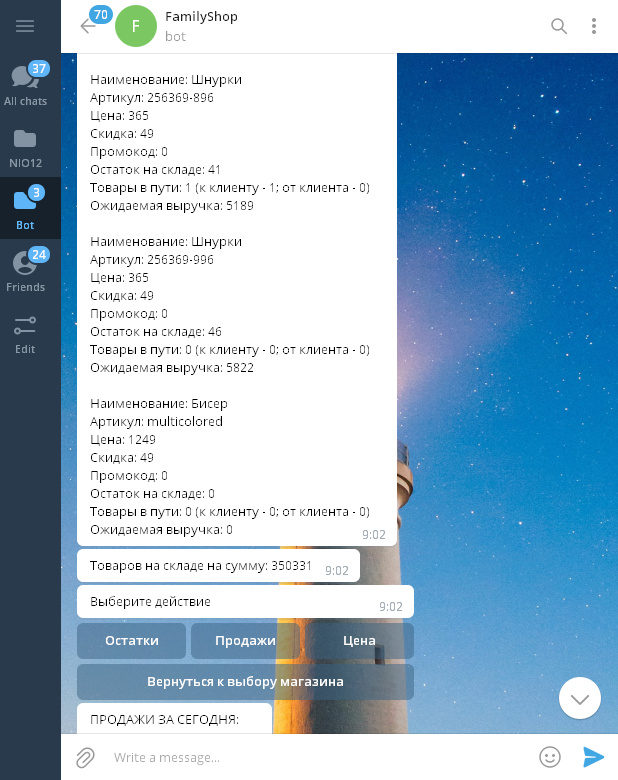 70
F
FamilyShop
bot
37
All chats
NIO12
3
Bot
24
Friends
Edit
Наименование: Шнурки
Артикул: 256369-896
Цена: 365
Скидка: 49
Промокод: 0
Остаток на складе: 41
Товары в пути: 1 (к клиенту - 1; от клиента - 0)
Ожидаемая выручка: 5189
Наименование: Шнурки
Артикул: 256369-996
Цена: 365
Скидка: 49
Промокод: 0
Остаток на складе: 46
Товары в пути: 0 (к клиенту - 0; от клиента - 0)
Ожидаемая выручка: 5822
Наименование: Бисер
Артикул: multicolored
Цена: 1249
Скидка: 49
Промокод: 0
Остаток на складе: 0
Товары в пути: 0 (к клиенту - 0; от клиента - 0)
Ожидаемая выручка: 0
9:02
Товаров на складе на сумму: 350331 9:02
Выберите действие 9:02
Остатки Продажи Цена
Вернуться к выбору магазина
ПРОДАЖИ ЗА СЕГОДНЯ:
Write a message...